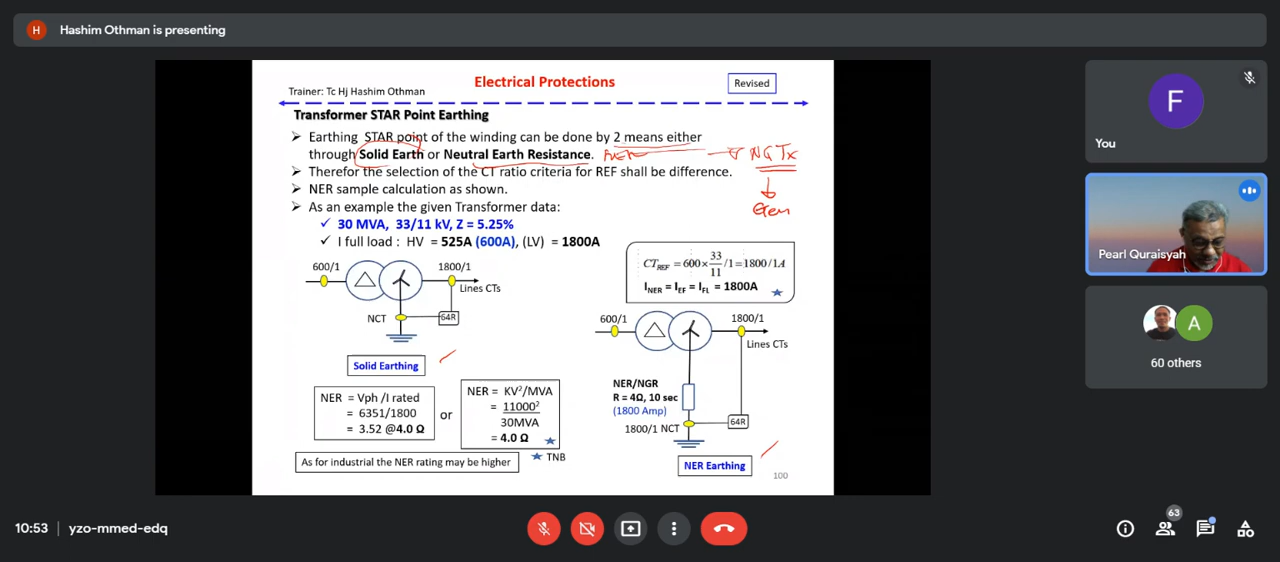 H
Hashim Othman is presenting
Electrical Protections
Revised
Trainer: Tc Hj Hashim Othman
Transformer STAR Point Earthing
➢ Earthing STAR point of the winding can be done by 2 means either
through Solid Earth or Neutral Earth Resistance.
NGTx
➢ Therefor the selection of the CT ratio criteria for REF shall be difference.
➢ NER sample calculation as shown.
Gen
➢ As an example the given Transformer data:
✓ 30 MVA, 33/11 kV, Z = 5.25%
✓ I full load : HV = 525A (600A), (LV) = 1800A
600/1
1800/1
Lines CTs
NCT
64R
Solid Earthing
CT_REF = 600 × 33/11 /1 = 1800/1A
I_NER = I_EF = I_FL = 1800A
600/1
1800/1
Lines CTs
NER/NGR
R = 4Ω, 10 sec
(1800 Amp)
1800/1 NCT
64R
NER Earthing
NER = Vph /I rated
= 6351/1800
= 3.52 @4.0 Ω
or
NER = KV²/MVA
= 11000²
30MVA
= 4.0 Ω
TNB
As for industrial the NER rating may be higher
100
F
You
Pearl Quraisyah
A
60 others
10:53 | yzo-mmed-edq
63